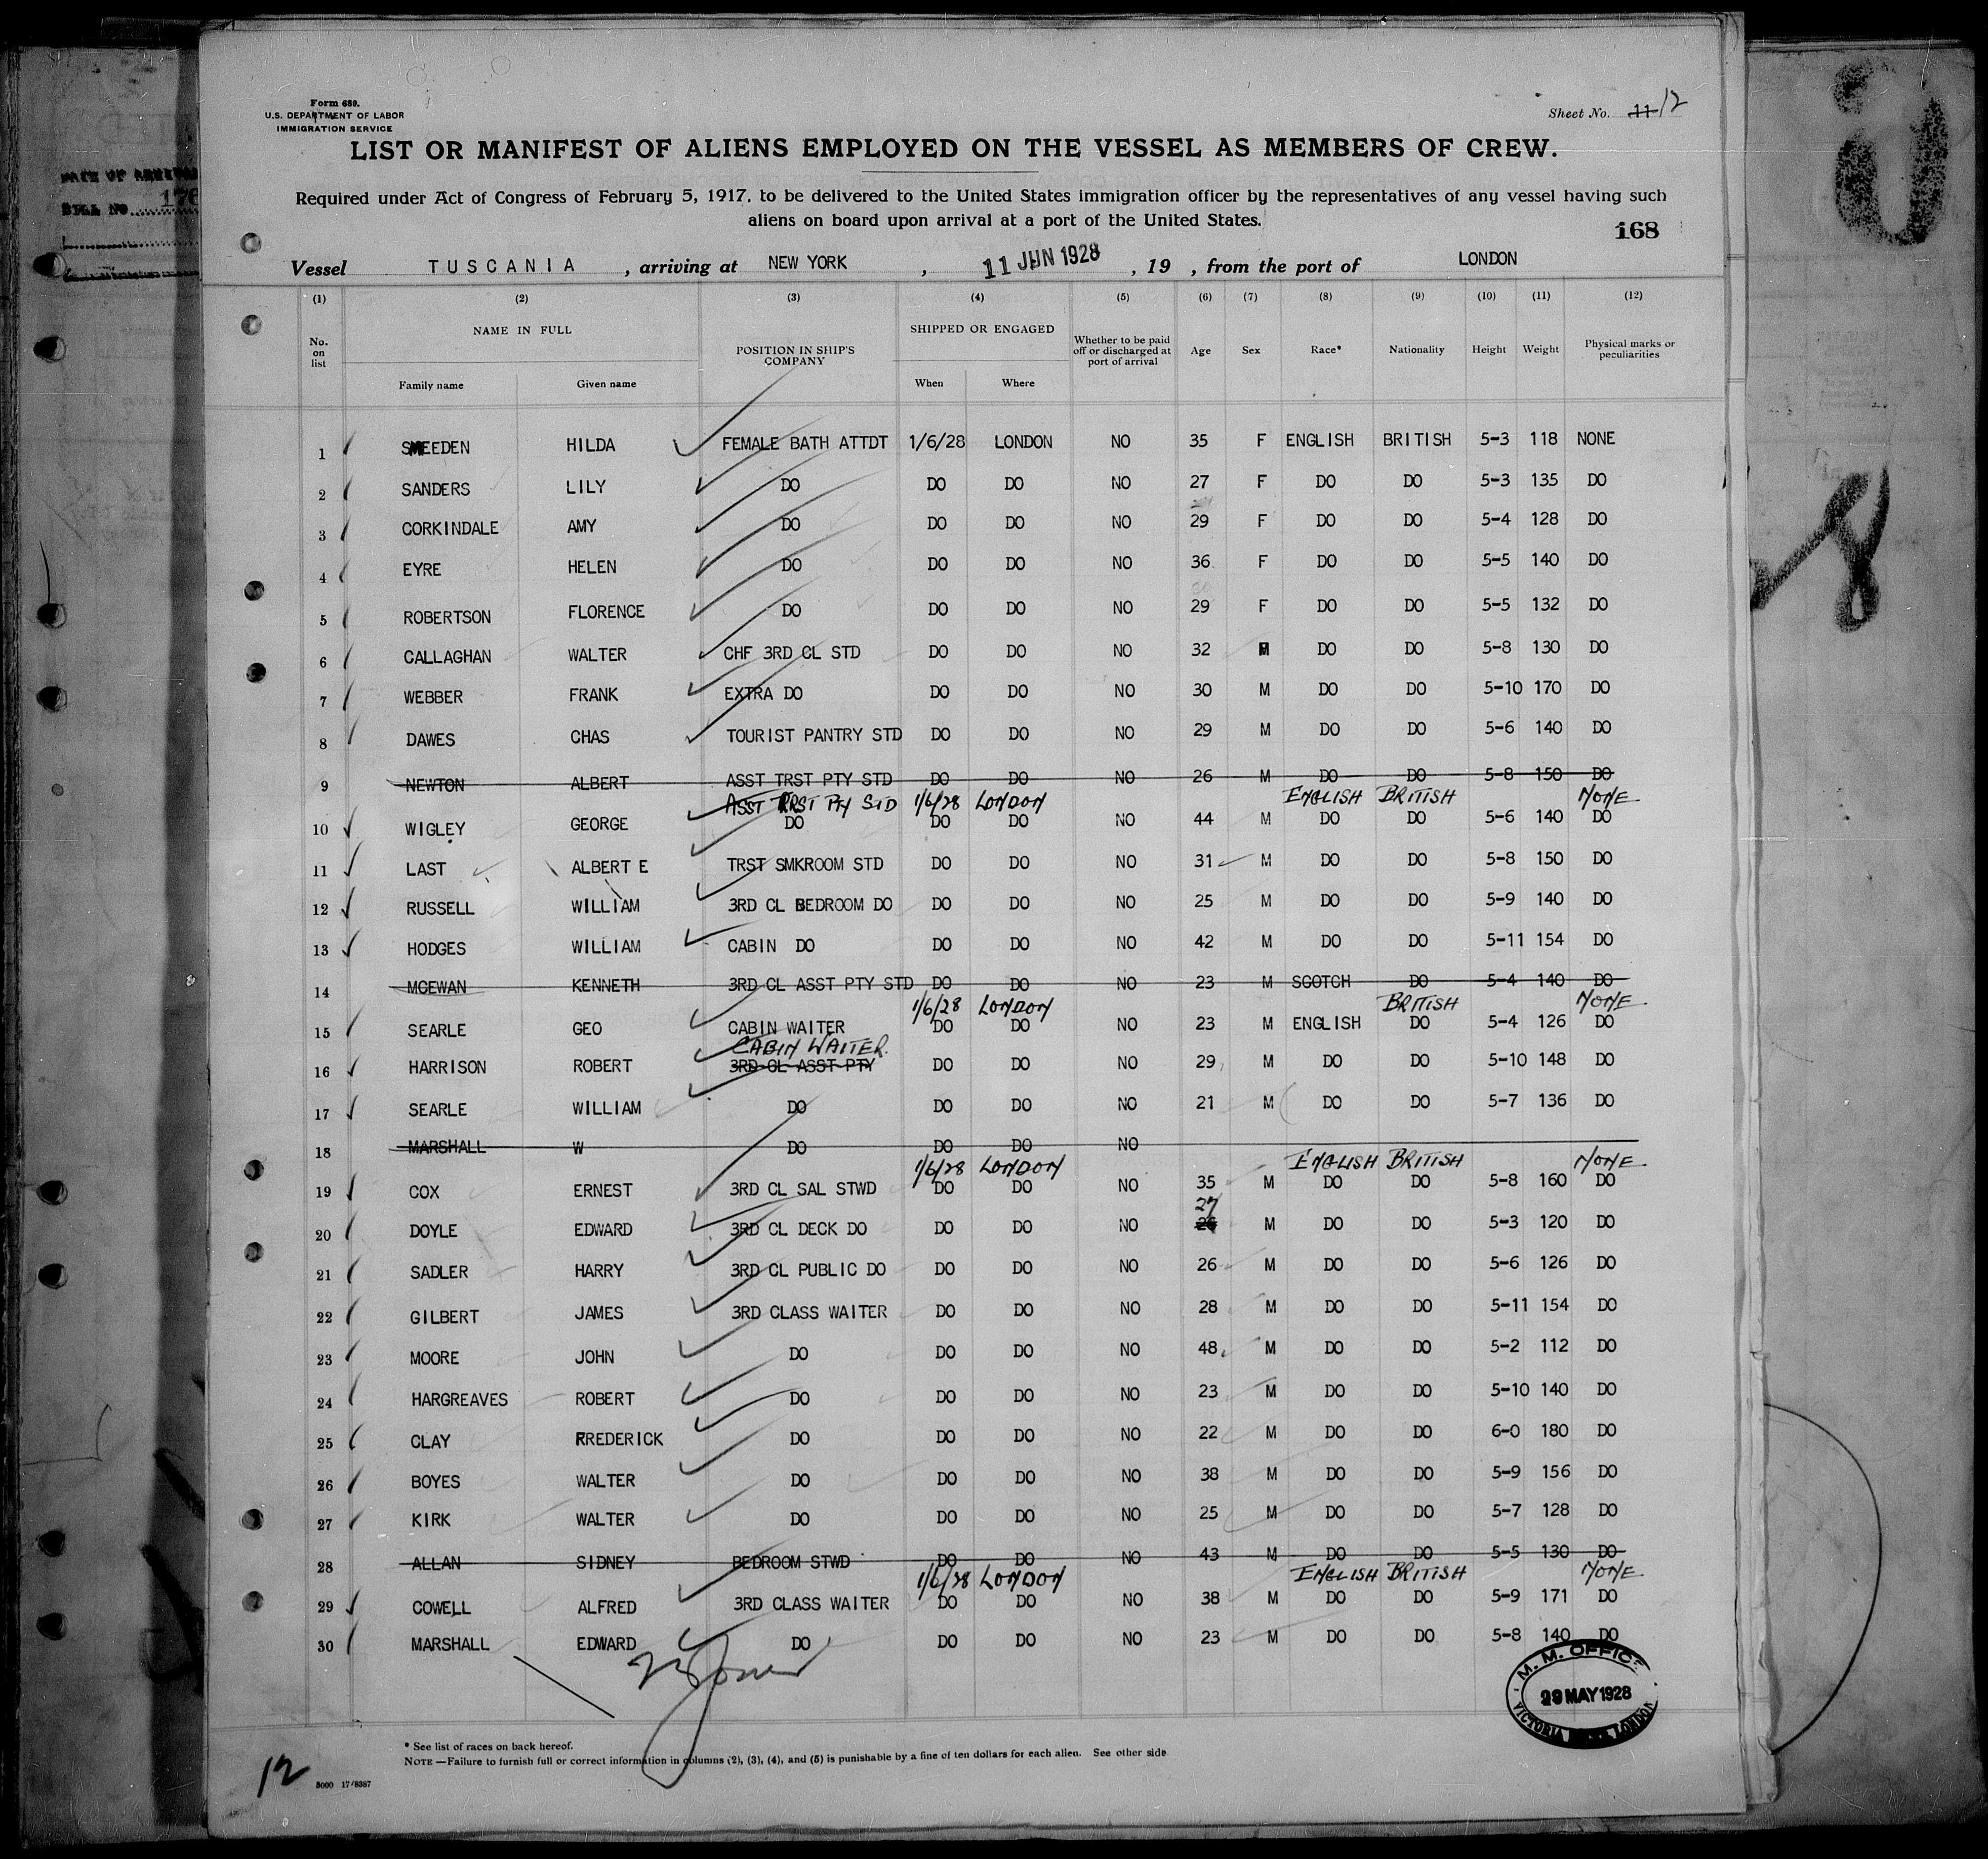 Form 680.
U.S. DEPARTMENT OF LABOR
IMMIGRATION SERVICE
Sheet No. 11 12
LIST OR MANIFEST OF ALIENS EMPLOYED ON THE VESSEL AS MEMBERS OF CREW.
Required under Act of Congress of February 5, 1917, to be delivered to the United States immigration officer by the representatives of any vessel having such
aliens on board upon arrival at a port of the United States.
168
Vessel TUSCANIA , arriving at NEW YORK , 11 JUN 1928 , 19 , from the port of LONDON
(1) (2) (3) (4) (5) (6) (7) (8) (9) (10) (11) (12)
No. on list NAME IN FULL POSITION IN SHIP'S COMPANY SHIPPED OR ENGAGED Whether to be paid off or discharged at port of arrival Age Sex Race* Nationality Height Weight Physical marks or peculiarities
Family name Given name When Where
1 SMEEDEN HILDA FEMALE BATH ATTDT 1/6/28 LONDON NO 35 F ENGLISH BRITISH 5-3 118 NONE
2 SANDERS LILY DO DO DO NO 27 F DO DO 5-3 135 DO
3 CORKINDALE AMY DO DO DO NO 29 F DO DO 5-4 128 DO
4 EYRE HELEN DO DO DO NO 36 F DO DO 5-5 140 DO
5 ROBERTSON FLORENCE DO DO DO NO 29 F DO DO 5-5 132 DO
6 CALLAGHAN WALTER CHF 3RD CL STD DO DO NO 32 M DO DO 5-8 130 DO
7 WEBBER FRANK EXTRA DO DO DO NO 30 M DO DO 5-10 170 DO
8 DAWES CHAS TOURIST PANTRY STD DO DO NO 29 M DO DO 5-6 140 DO
9 NEWTON ALBERT ASST TRST PTY STD DO DO NO 26 M DO DO 5-8 150 DO
ASST TRST PTY STD 1/6/28 LONDON ENGLISH BRITISH NONE
10 WIGLEY GEORGE DO DO DO NO 44 M DO DO 5-6 140 DO
11 LAST ALBERT E TRST SMKROOM STD DO DO NO 31 M DO DO 5-8 150 DO
12 RUSSELL WILLIAM 3RD CL BEDROOM DO DO DO NO 25 M DO DO 5-9 140 DO
13 HODGES WILLIAM CABIN DO DO DO NO 42 M DO DO 5-11 154 DO
14 MCEWAN KENNETH 3RD CL ASST PTY STD DO DO NO 23 M SCOTCH DO 5-4 140 DO
1/6/28 LONDON BRITISH NONE
15 SEARLE GEO CABIN WAITER DO DO NO 23 M ENGLISH DO 5-4 126 DO
CABIN WAITER
16 HARRISON ROBERT 3RD CL ASST PTY DO DO NO 29 M DO DO 5-10 148 DO
17 SEARLE WILLIAM DO DO DO NO 21 M DO DO 5-7 136 DO
18 MARSHALL W DO DO DO NO
1/6/28 LONDON ENGLISH BRITISH NONE
19 COX ERNEST 3RD CL SAL STWD DO DO NO 35 M DO DO 5-8 160 DO
27
20 DOYLE EDWARD 3RD CL DECK DO DO DO NO M DO DO 5-3 120 DO
21 SADLER HARRY 3RD CL PUBLIC DO DO DO NO 26 M DO DO 5-6 126 DO
22 GILBERT JAMES 3RD CLASS WAITER DO DO NO 28 M DO DO 5-11 154 DO
23 MOORE JOHN DO DO DO NO 48 M DO DO 5-2 112 DO
24 HARGREAVES ROBERT DO DO DO NO 23 M DO DO 5-10 140 DO
25 CLAY FREDERICK DO DO DO NO 22 M DO DO 6-0 180 DO
26 BOYES WALTER DO DO DO NO 38 M DO DO 5-9 156 DO
27 KIRK WALTER DO DO DO NO 25 M DO DO 5-7 128 DO
28 ALLAN SIDNEY BEDROOM STWD DO DO NO 43 M DO DO 5-5 130 DO
1/6/28 LONDON ENGLISH BRITISH NONE
29 COWELL ALFRED 3RD CLASS WAITER DO DO NO 38 M DO DO 5-9 171 DO
30 MARSHALL EDWARD DO DO DO NO 23 M DO DO 5-8 140 DO
M. M. OFFICE
29 MAY 1928
VICTORIA LONDON
* See list of races on back hereof.
NOTE—Failure to furnish full or correct information in columns (2), (3), (4), and (5) is punishable by a fine of ten dollars for each alien. See other side
12
5000 17/8387